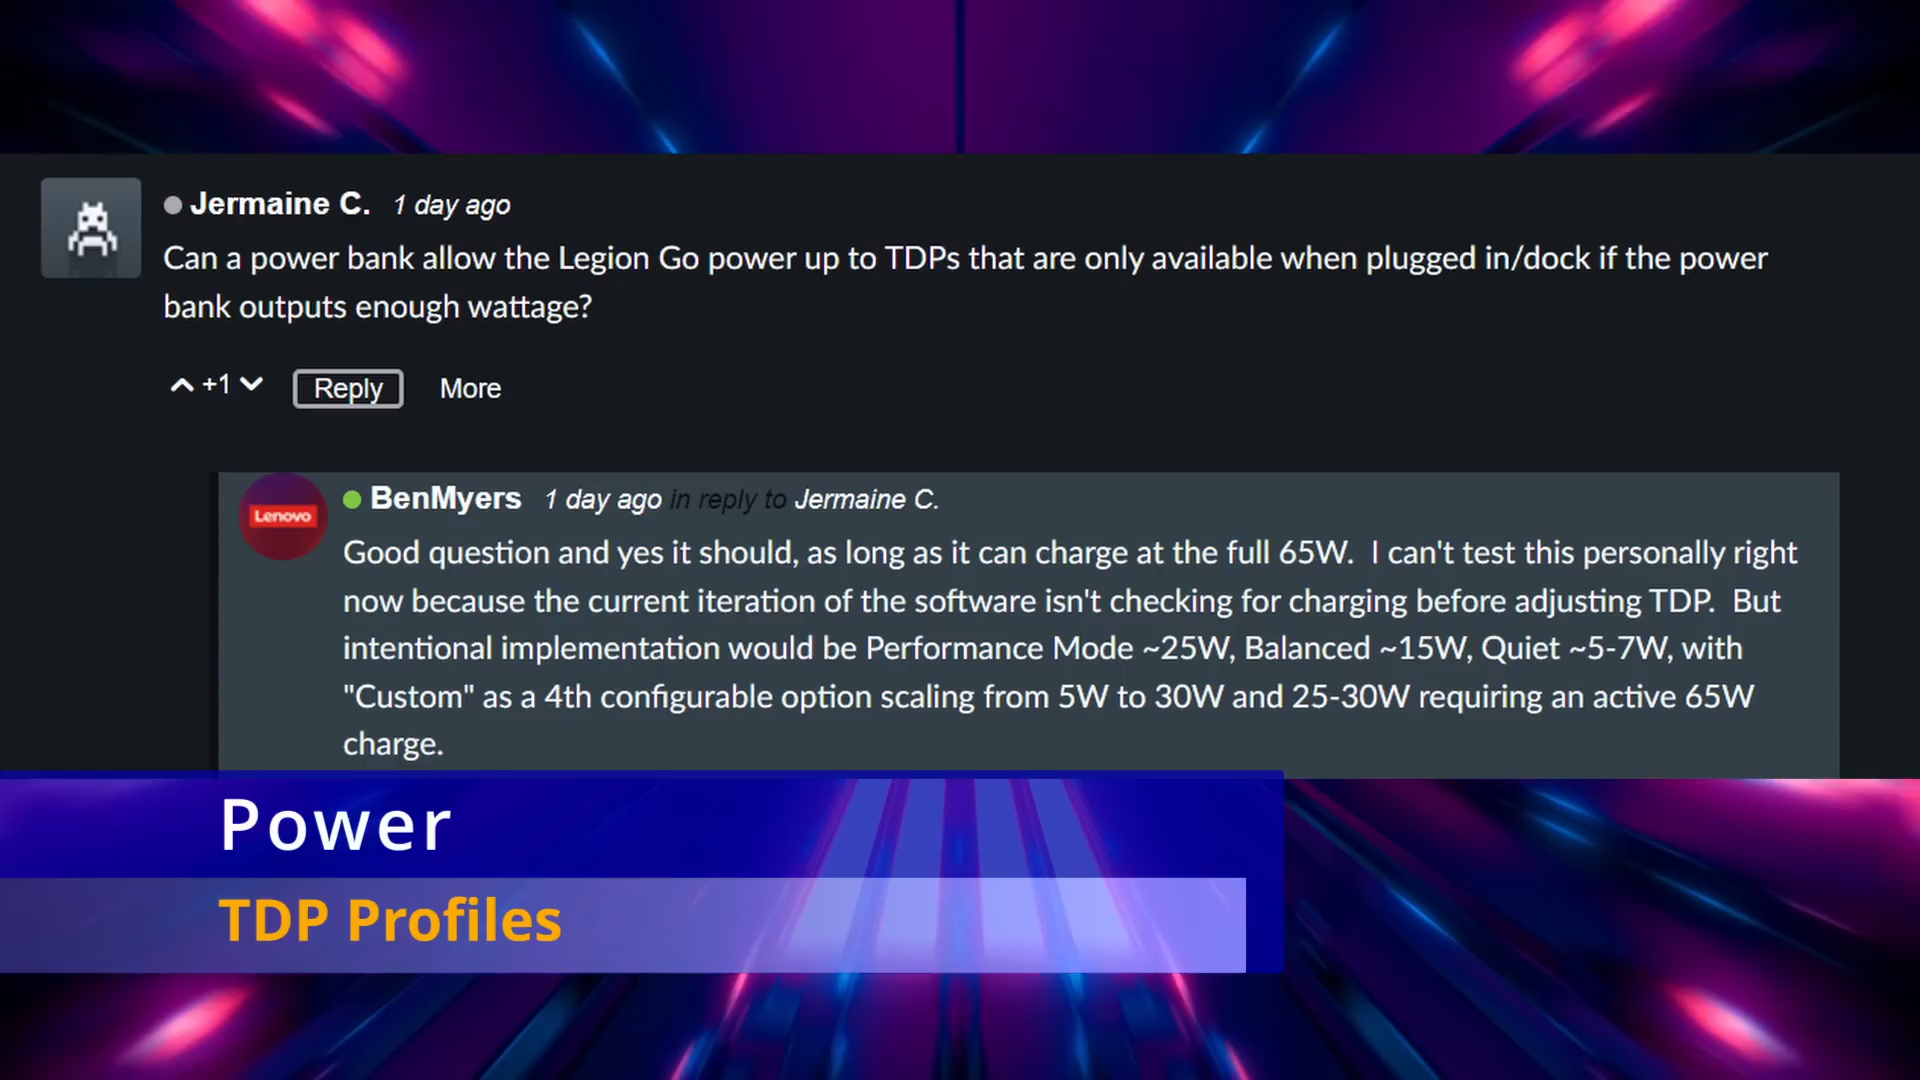 Jermaine C. 1 day ago
Can a power bank allow the Legion Go power up to TDPs that are only available when plugged in/dock if the power
bank outputs enough wattage?
+1 Reply More
Lenovo
BenMyers 1 day ago in reply to Jermaine C.
Good question and yes it should, as long as it can charge at the full 65W. I can't test this personally right
now because the current iteration of the software isn't checking for charging before adjusting TDP. But
intentional implementation would be Performance Mode ~25W, Balanced ~15W, Quiet ~5-7W, with
"Custom" as a 4th configurable option scaling from 5W to 30W and 25-30W requiring an active 65W
charge.
Power
TDP Profiles